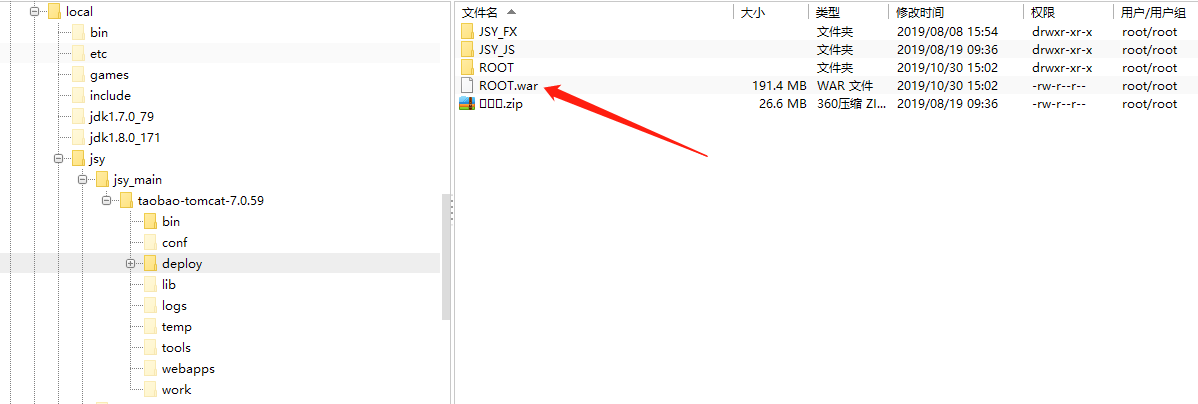 local
bin
etc
games
include
jdk1.7.0_79
jdk1.8.0_171
jsy
jsy_main
taobao-tomcat-7.0.59
bin
conf
deploy
lib
logs
temp
tools
webapps
work
文件名 大小 类型 修改时间 权限 用户/用户组
JSY_FX 文件夹 2019/08/08 15:54 drwxr-xr-x root/root
JSY_JS 文件夹 2019/08/19 09:36 drwxr-xr-x root/root
ROOT 文件夹 2019/10/30 15:02 drwxr-xr-x root/root
ROOT.war 191.4 MB WAR 文件 2019/10/30 15:02 -rw-r--r-- root/root
□□□.zip 26.6 MB 360压缩 ZI... 2019/08/19 09:36 -rw-r--r-- root/root